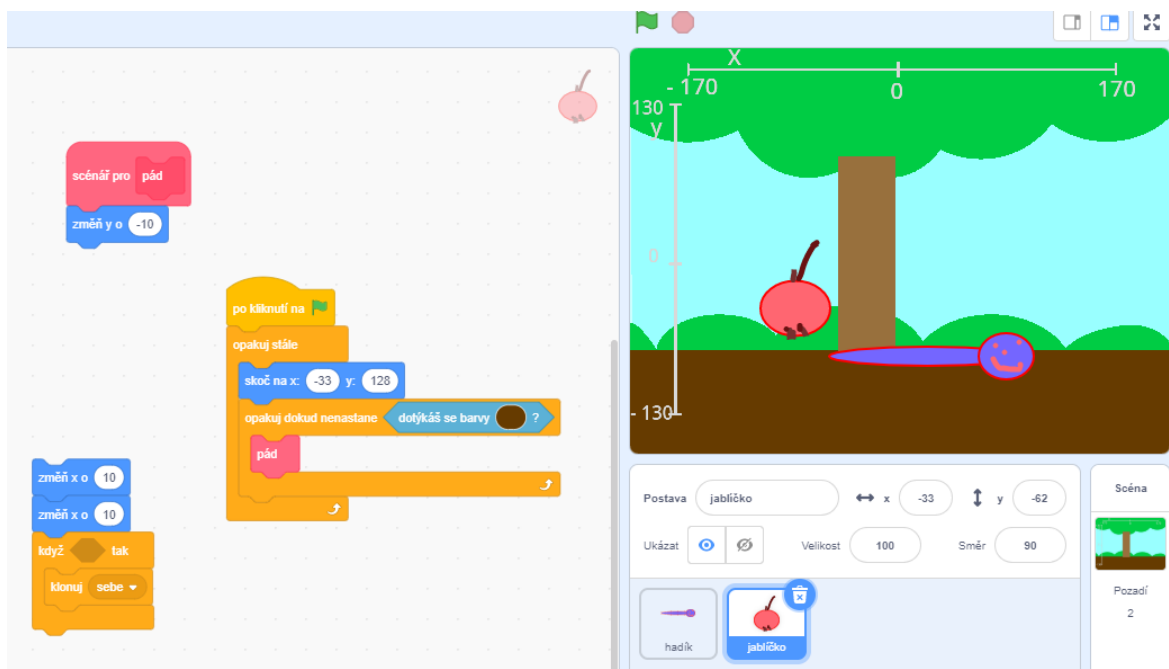 scénář pro pád
změň y o -10
po kliknutí na
opakuj stále
skoč na x: -33 y: 128
opakuj dokud nenastane dotýkáš se barvy ?
pád
změň x o 10
změň x o 10
když tak
klonuj sebe
X
- 170 0 170
130
y
0
- 130
Postava jablíčko x -33 y -62
Ukázat Velikost 100 Směr 90
hadík
jablíčko
Scéna
Pozadí
2